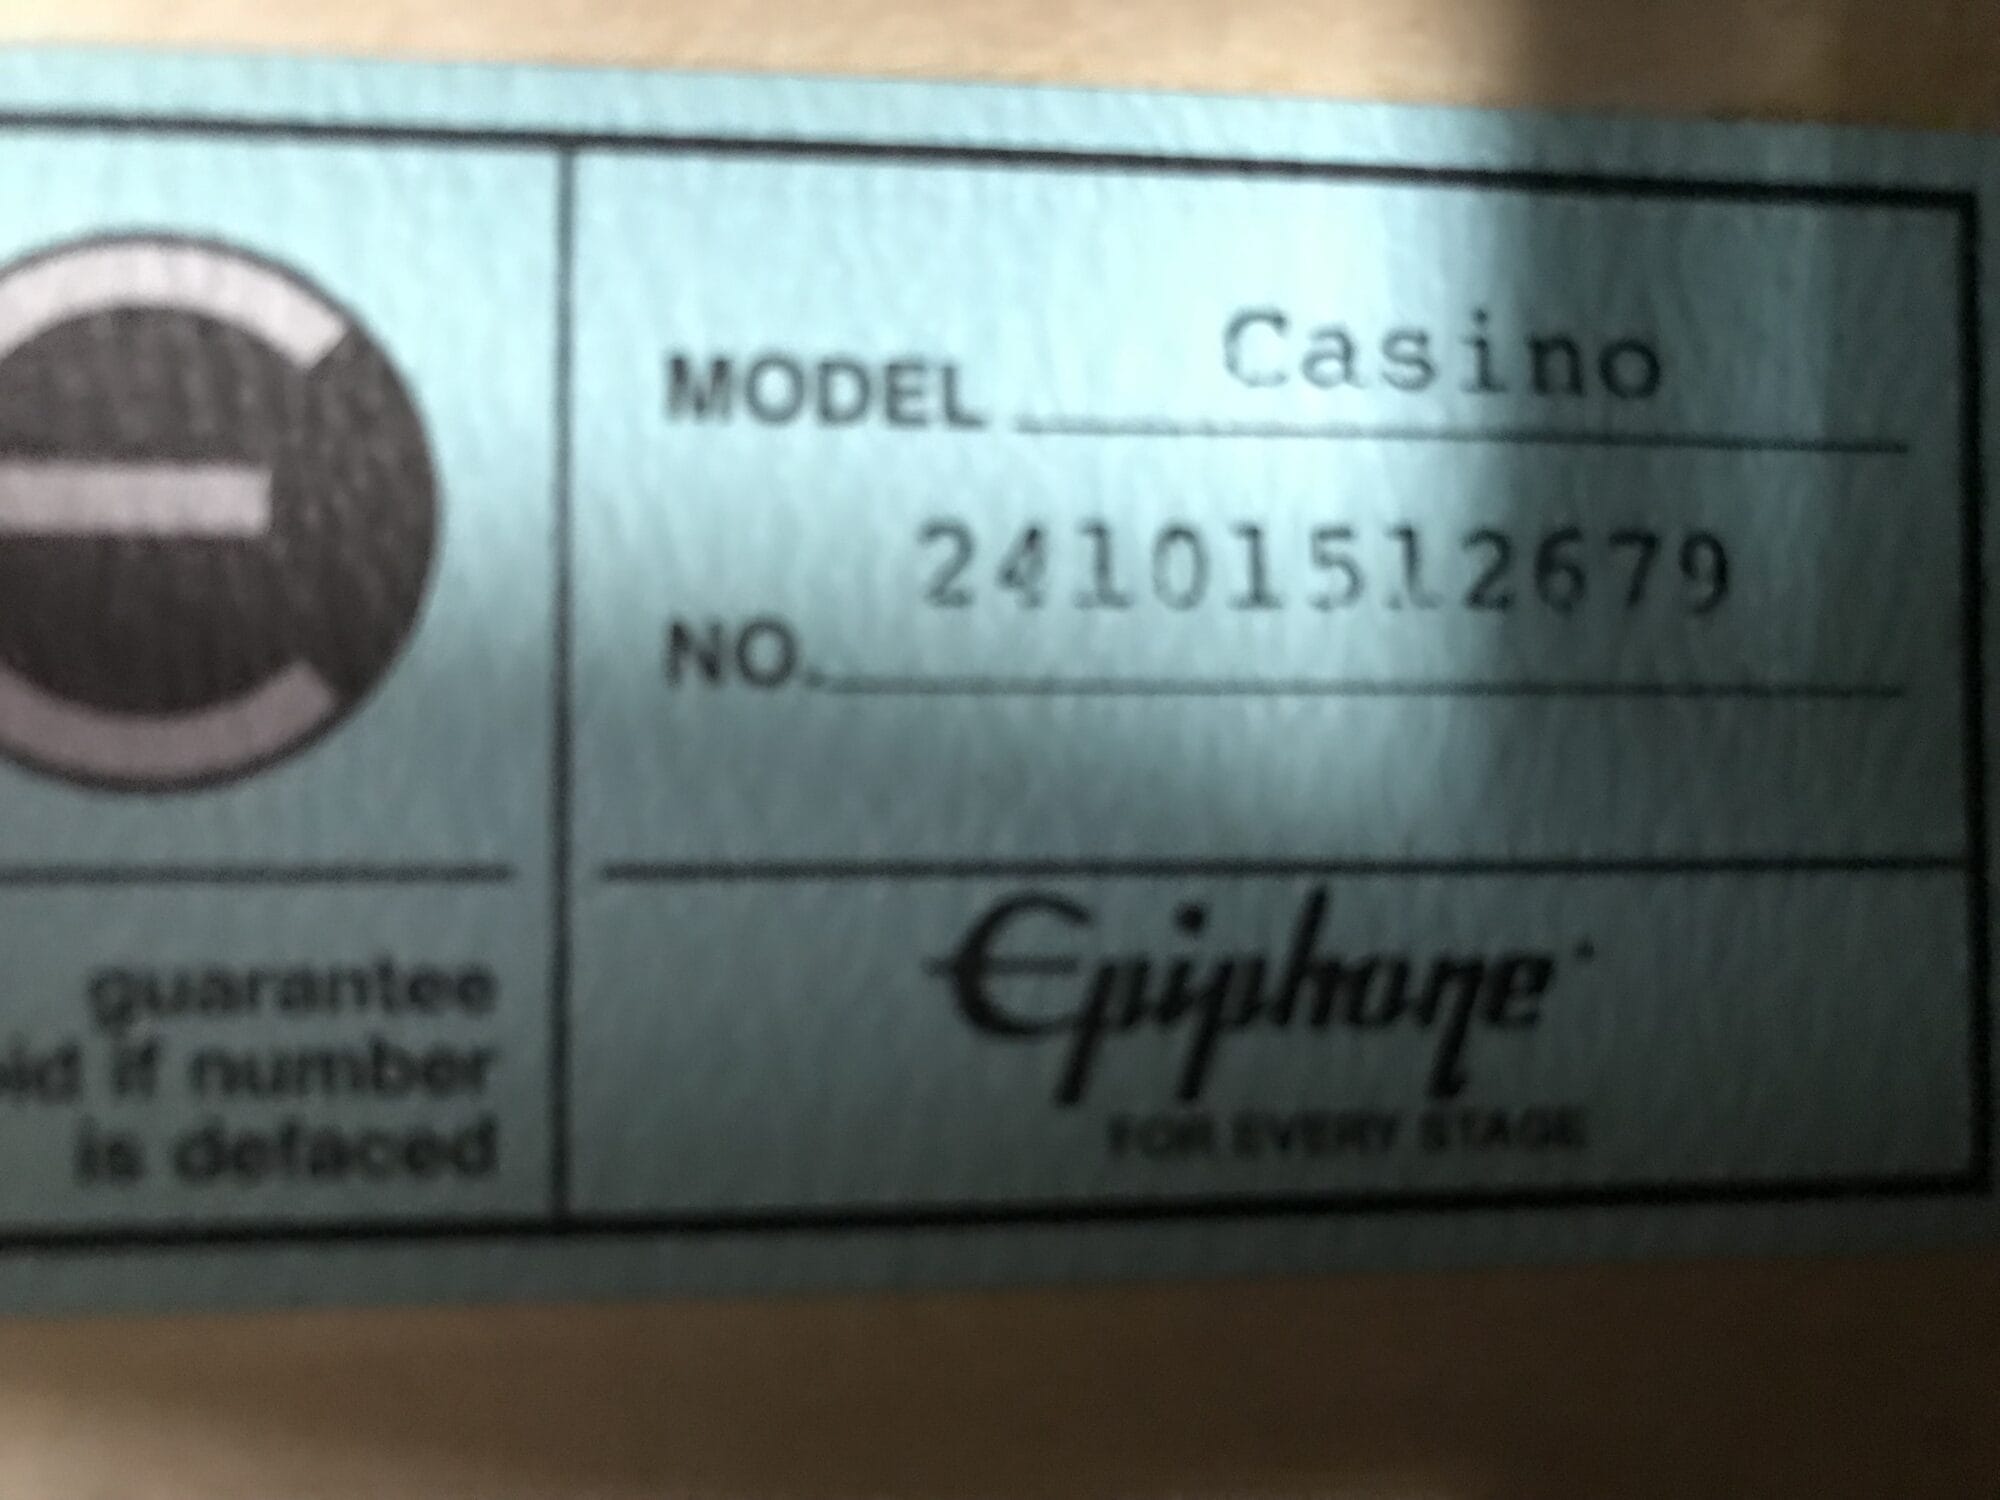 MODEL Casino
NO. 24101512679
guarantee
if number
is defaced
Epiphone
FOR EVERY STAGE